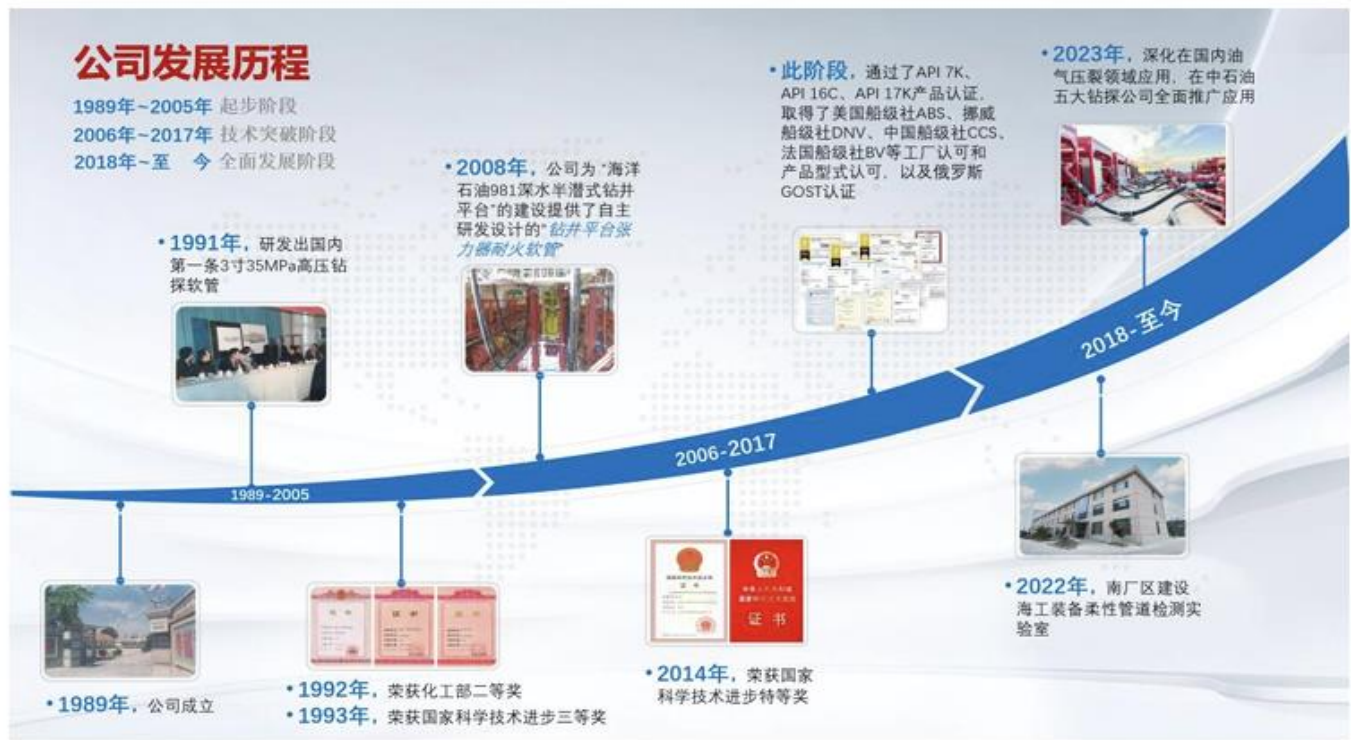 公司发展历程
1989年~2005年 起步阶段
2006年~2017年 技术突破阶段
2018年~至 今 全面发展阶段
•1991年，研发出国内
第一条3寸35MPa高压钻
探软管
•2008年，公司为“海洋
石油981深水半潜式钻井
平台”的建设提供了自主
研发设计的“钻井平台张
力器耐火软管”
•此阶段，通过了API 7K、
API 16C、API 17K产品认证，
取得了美国船级社ABS、挪威
船级社DNV、中国船级社CCS、
法国船级社BV等工厂认可和
产品型式认可，以及俄罗斯
GOST认证
•2023年，深化在国内油
气压裂领域应用，在中石油
五大钻探公司全面推广应用
1989-2005
2006-2017
2018-至今
•1989年，公司成立
证书
•1992年，荣获化工部二等奖
•1993年，荣获国家科学技术进步三等奖
证书
证书
•2014年，荣获国家
科学技术进步特等奖
•2022年，南厂区建设
海工装备柔性管道检测实
验室